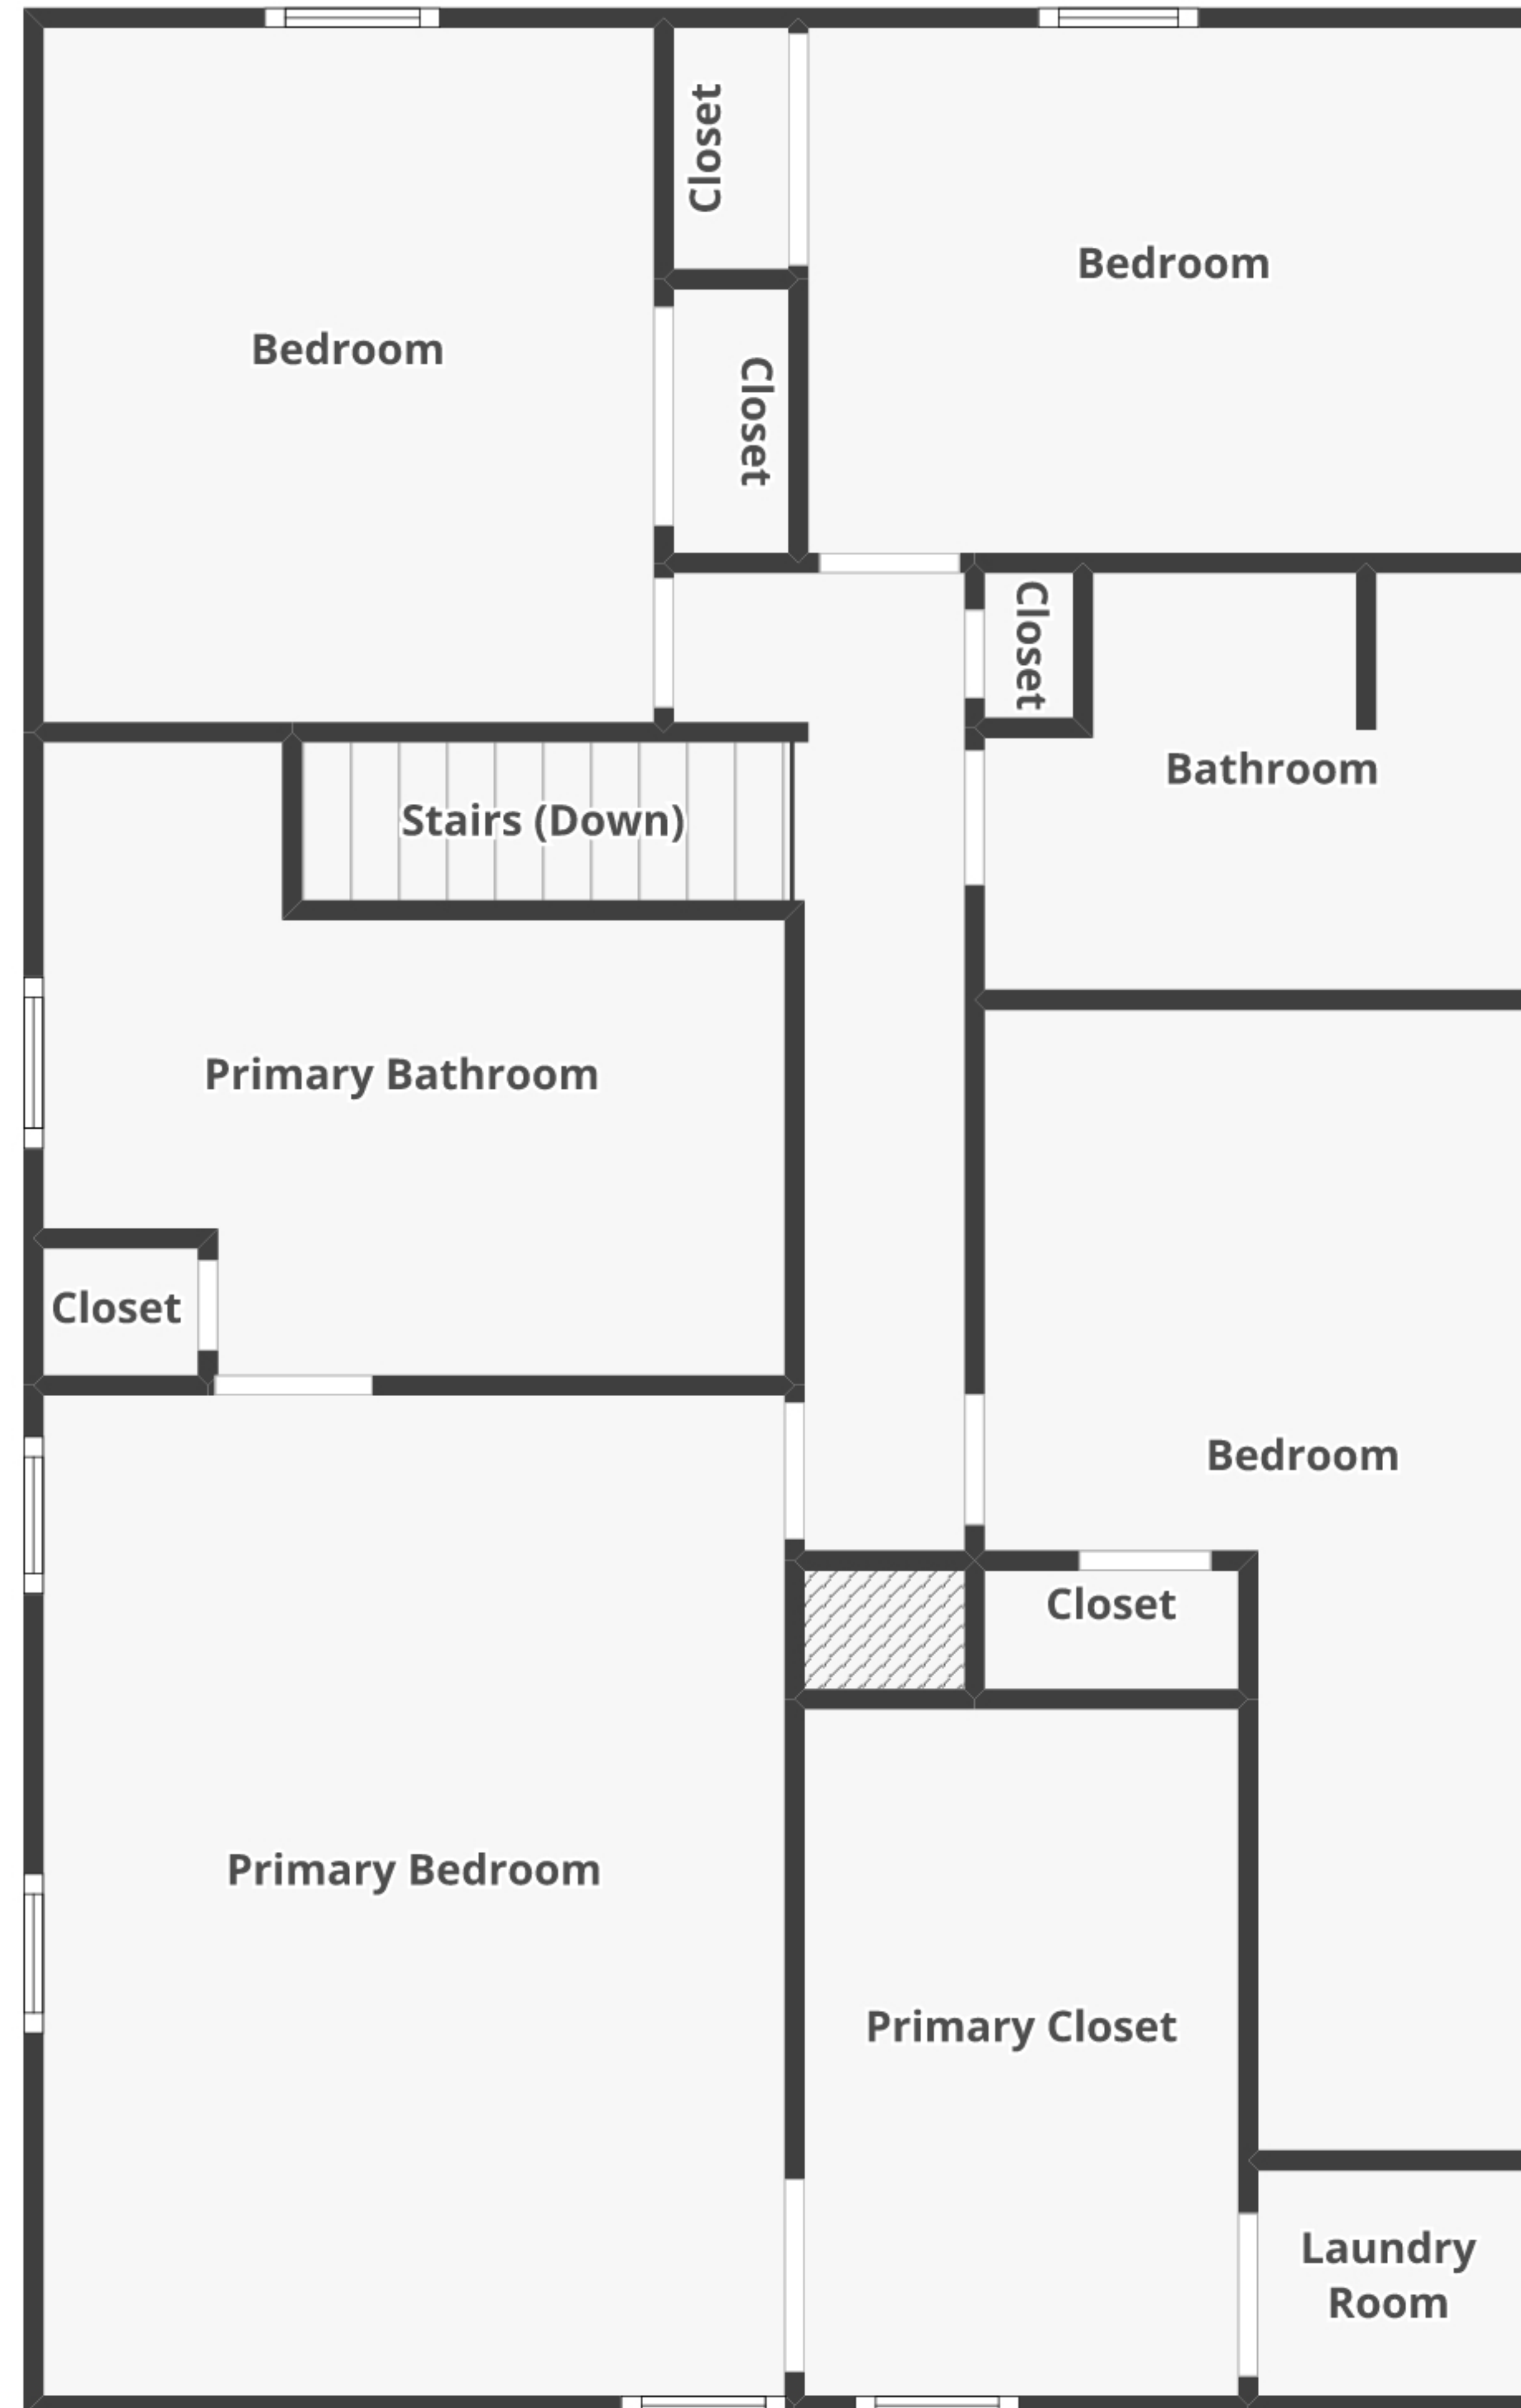 Closet
Bedroom
Bedroom
Closet
Closet
Bathroom
Stairs (Down)
Primary Bathroom
Closet
Bedroom
Closet
Primary Bedroom
Primary Closet
Laundry
Room